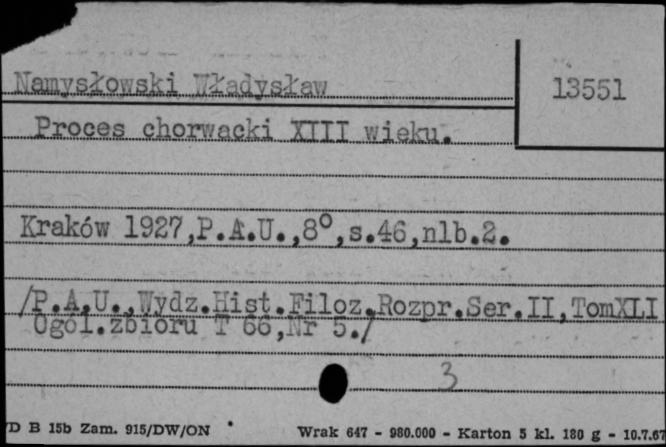 Namysłowski Władysław
13551
Proces chorwacki XIII wieku.
Kraków 1927,P.A.U.,8°,s.46,nlb.2.
/P.A.U.,Wydz.Hist.Filoz.Rozpr.Ser.II,TomXLI
Ogól.zbioru T 66,Nr 5./
3
D B 15b Zam. 915/DW/ON
Wrak 647 - 980.000 - Karton 5 kl. 180 g - 10.7.67